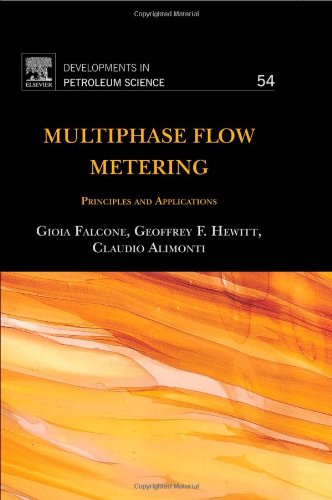 ELSEVIER
DEVELOPMENTS IN
PETROLEUM SCIENCE
54
MULTIPHASE FLOW
METERING
PRINCIPLES AND APPLICATIONS
GIOIA FALCONE, GEOFFREY F. HEWITT,
CLAUDIO ALIMONTI